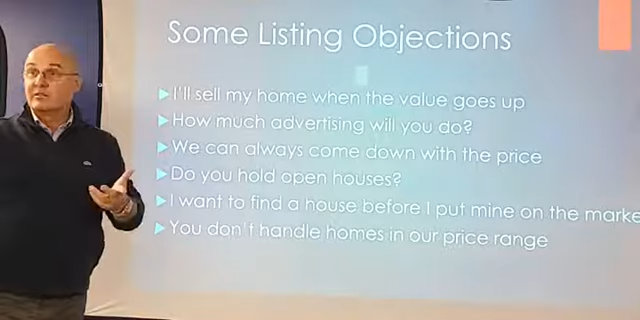 Some Listing Objections
I'll sell my home when the value goes up
How much advertising will you do?
We can always come down with the price
Do you hold open houses?
I want to find a house before I put mine on the marke
You don't handle homes in our price range